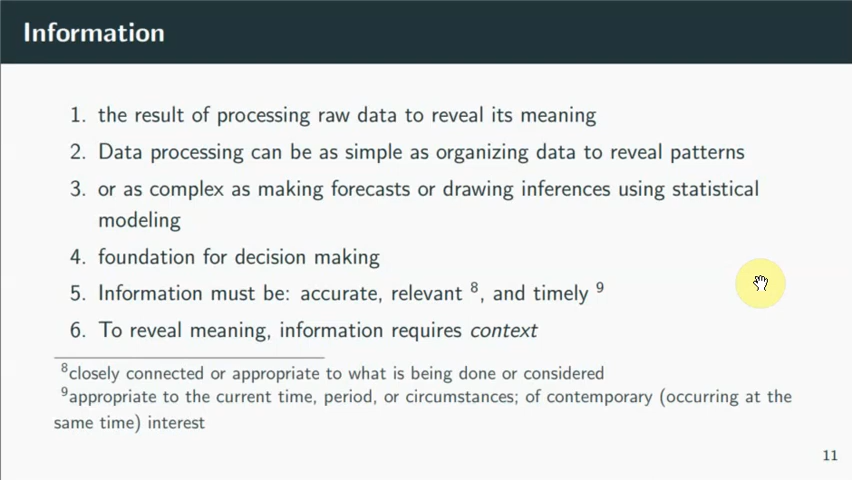 Information
1. the result of processing raw data to reveal its meaning
2. Data processing can be as simple as organizing data to reveal patterns
3. or as complex as making forecasts or drawing inferences using statistical
modeling
4. foundation for decision making
5. Information must be: accurate, relevant ⁸, and timely ⁹
6. To reveal meaning, information requires context
⁸closely connected or appropriate to what is being done or considered
⁹appropriate to the current time, period, or circumstances; of contemporary (occurring at the
same time) interest
11